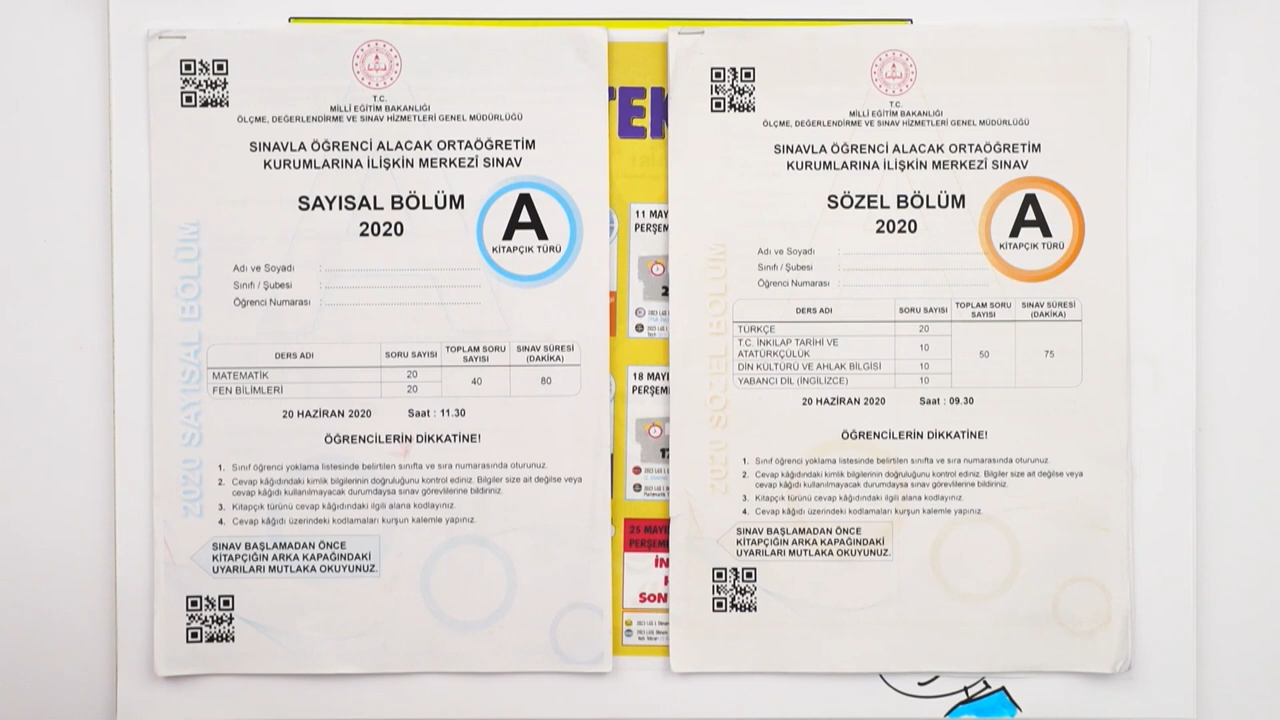 T.C.
MİLLİ EĞİTİM BAKANLIĞI
ÖLÇME, DEĞERLENDİRME VE SINAV HİZMETLERİ GENEL MÜDÜRLÜĞÜ
SINAVLA ÖĞRENCİ ALACAK ORTAÖĞRETİM
KURUMLARINA İLİŞKİN MERKEZÎ SINAV
SAYISAL BÖLÜM
2020
A
KİTAPÇIK TÜRÜ
Adı ve Soyadı :
Sınıfı / Şubesi :
Öğrenci Numarası :
2020 SAYISAL BÖLÜM
DERS ADI SORU SAYISI TOPLAM SORU SAYISI SINAV SÜRESİ (DAKİKA)
MATEMATİK 20 40 80
FEN BİLİMLERİ 20
20 HAZİRAN 2020 Saat : 11.30
ÖĞRENCİLERİN DİKKATİNE!
1. Sınıf öğrenci yoklama listesinde belirtilen sınıfta ve sıra numarasında oturunuz.
2. Cevap kâğıdındaki kimlik bilgilerinin doğruluğunu kontrol ediniz. Bilgiler size ait değilse veya
cevap kâğıdı kullanılmayacak durumdaysa sınav görevlilerine bildiriniz.
3. Kitapçık türünü cevap kâğıdındaki ilgili alana kodlayınız.
4. Cevap kâğıdı üzerindeki kodlamaları kurşun kalemle yapınız.
SINAV BAŞLAMADAN ÖNCE
KİTAPÇIĞIN ARKA KAPAĞINDAKİ
UYARILARI MUTLAKA OKUYUNUZ.
TEK
11 MAY
PERŞEM
18 MAYI
PERŞEM
25 MAYI
PERŞEM
İN
SON
T.C.
MİLLİ EĞİTİM BAKANLIĞI
ÖLÇME, DEĞERLENDİRME VE SINAV HİZMETLERİ GENEL MÜDÜRLÜĞÜ
SINAVLA ÖĞRENCİ ALACAK ORTAÖĞRETİM
KURUMLARINA İLİŞKİN MERKEZÎ SINAV
SÖZEL BÖLÜM
2020
A
KİTAPÇIK TÜRÜ
Adı ve Soyadı :
Sınıfı / Şubesi :
Öğrenci Numarası :
2020 SÖZEL BÖLÜM
DERS ADI SORU SAYISI TOPLAM SORU SAYISI SINAV SÜRESİ (DAKİKA)
TÜRKÇE 20 50 75
T.C. İNKILAP TARİHİ VE
ATATÜRKÇÜLÜK 10
DİN KÜLTÜRÜ VE AHLAK BİLGİSİ 10
YABANCI DİL (İNGİLİZCE) 10
20 HAZİRAN 2020 Saat : 09.30
ÖĞRENCİLERİN DİKKATİNE!
1. Sınıf öğrenci yoklama listesinde belirtilen sınıfta ve sıra numarasında oturunuz.
2. Cevap kâğıdındaki kimlik bilgilerinin doğruluğunu kontrol ediniz. Bilgiler size ait değilse veya
cevap kâğıdı kullanılmayacak durumdaysa sınav görevlilerine bildiriniz.
3. Kitapçık türünü cevap kâğıdındaki ilgili alana kodlayınız.
4. Cevap kâğıdı üzerindeki kodlamaları kurşun kalemle yapınız.
SINAV BAŞLAMADAN ÖNCE
KİTAPÇIĞIN ARKA KAPAĞINDAKİ
UYARILARI MUTLAKA OKUYUNUZ.